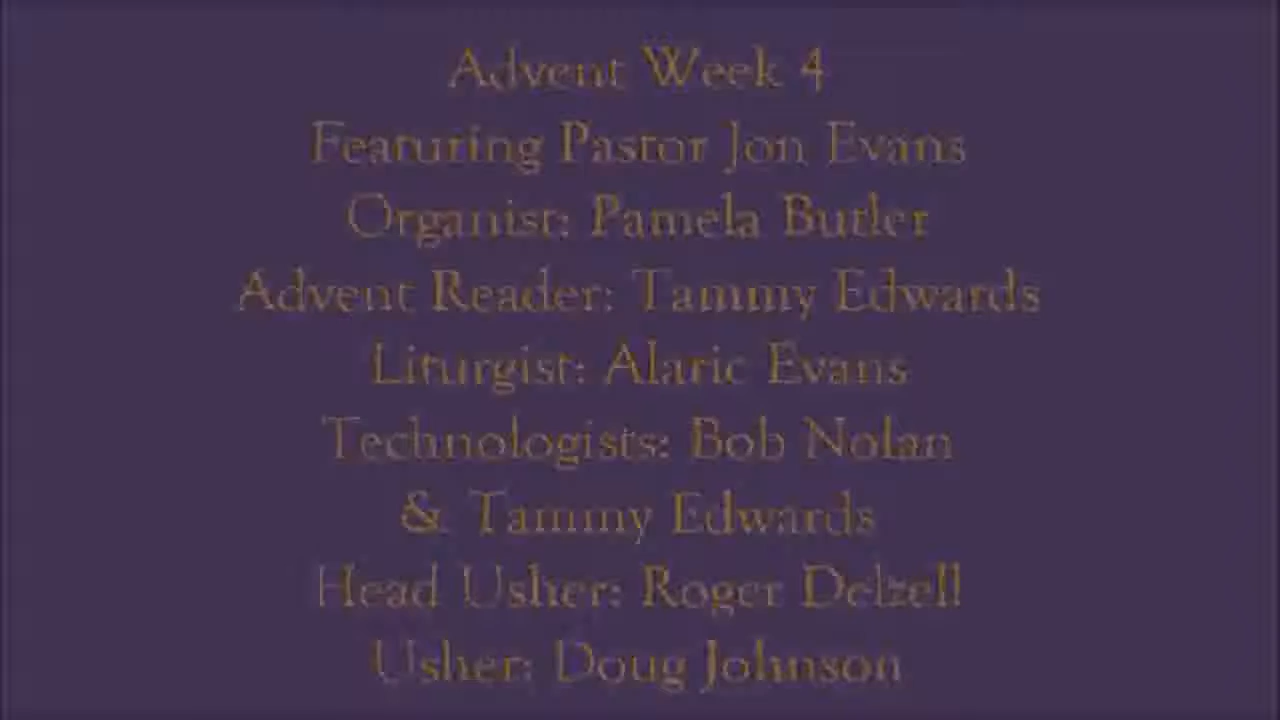 Advent Week 4
Featuring Pastor Jon Evans
Organist: Pamela Butler
Advent Reader: Tammy Edwards
Liturgist: Alaric Evans
Technologists: Bob Nolan
& Tammy Edwards
Head Usher: Roger Delzell
Usher: Doug Johnson